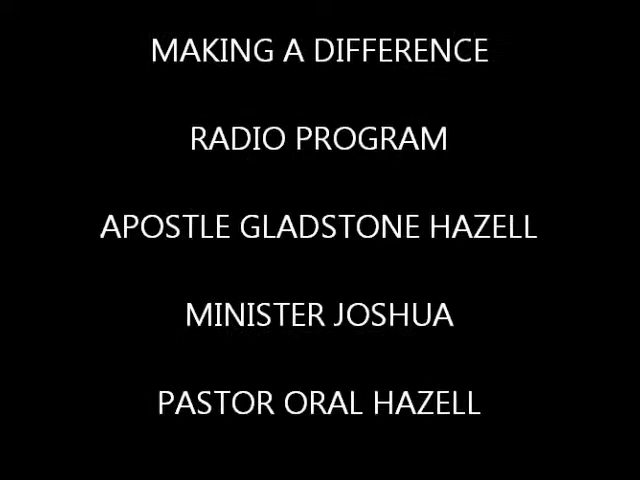 MAKING A DIFFERENCE
RADIO PROGRAM
APOSTLE GLADSTONE HAZELL
MINISTER JOSHUA
PASTOR ORAL HAZELL